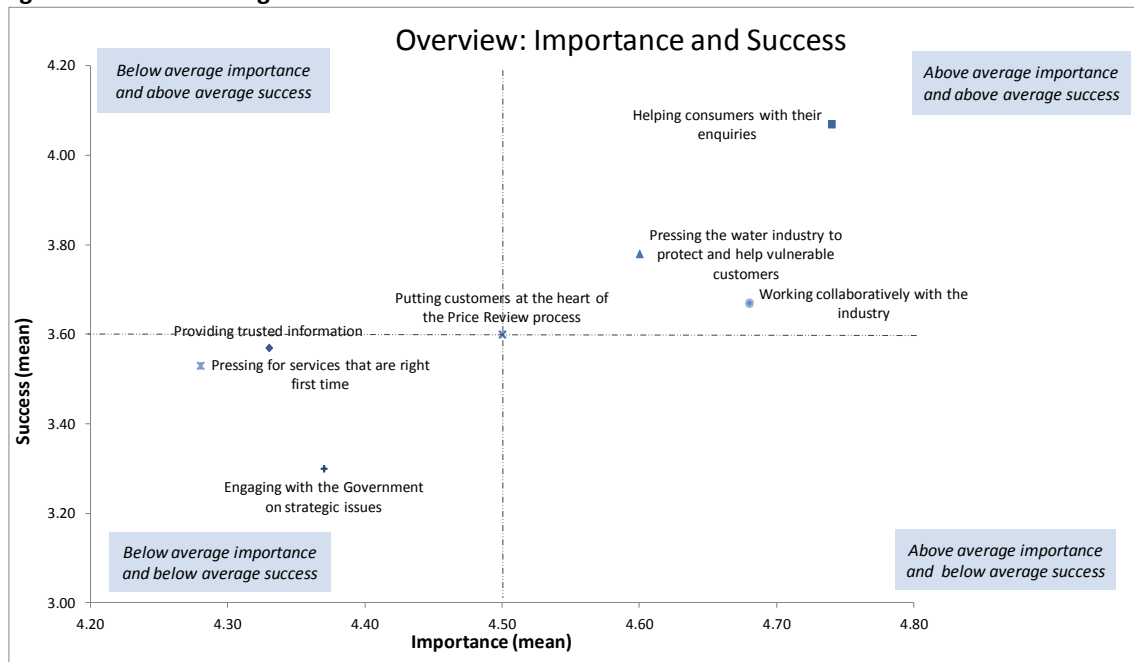 Overview: Importance and Success
Below average importance
and above average success
Above average importance
and above average success
4.20
4.00
3.80
3.60
3.40
3.20
3.00
Success (mean)
Helping consumers with their
enquiries
Pressing the water industry to
protect and help vulnerable
customers
Working collaboratively with the
industry
Putting customers at the heart of
the Price Review process
Providing trusted information
Pressing for services that are right
first time
Engaging with the Government
on strategic issues
Below average importance
and below average success
Above average importance
and below average success
4.20
4.30
4.40
4.50
4.60
4.70
4.80
Importance (mean)